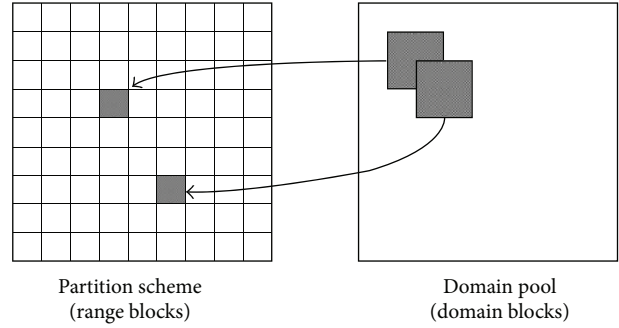 Partition scheme
(range blocks)
Domain pool
(domain blocks)